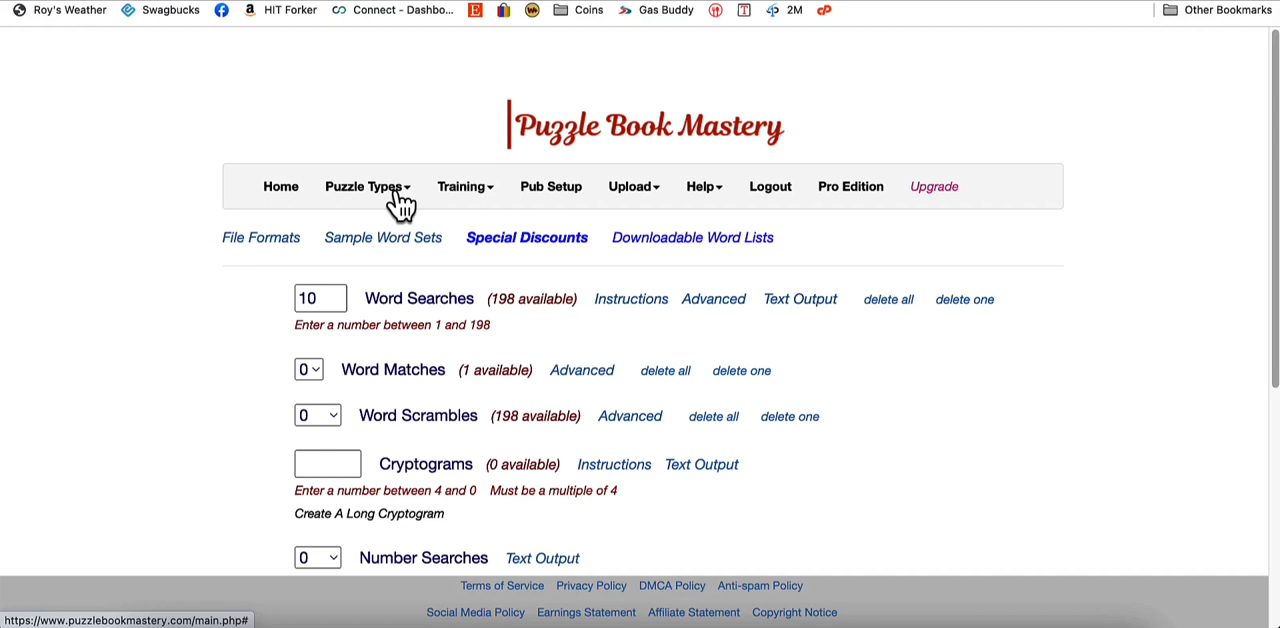 Roy's Weather Swagbucks HIT Forker Connect - Dashbo... Coins Gas Buddy 2M Other Bookmarks
Puzzle Book Mastery
Home Puzzle Types Training Pub Setup Upload Help Logout Pro Edition Upgrade
File Formats Sample Word Sets Special Discounts Downloadable Word Lists
10 Word Searches (198 available) Instructions Advanced Text Output delete all delete one
Enter a number between 1 and 198
0 Word Matches (1 available) Advanced delete all delete one
0 Word Scrambles (198 available) Advanced delete all delete one
Cryptograms (0 available) Instructions Text Output
Enter a number between 4 and 0 Must be a multiple of 4
Create A Long Cryptogram
0 Number Searches Text Output
Terms of Service Privacy Policy DMCA Policy Anti-spam Policy
Social Media Policy Earnings Statement Affiliate Statement Copyright Notice
https://www.puzzlebookmastery.com/main.php#